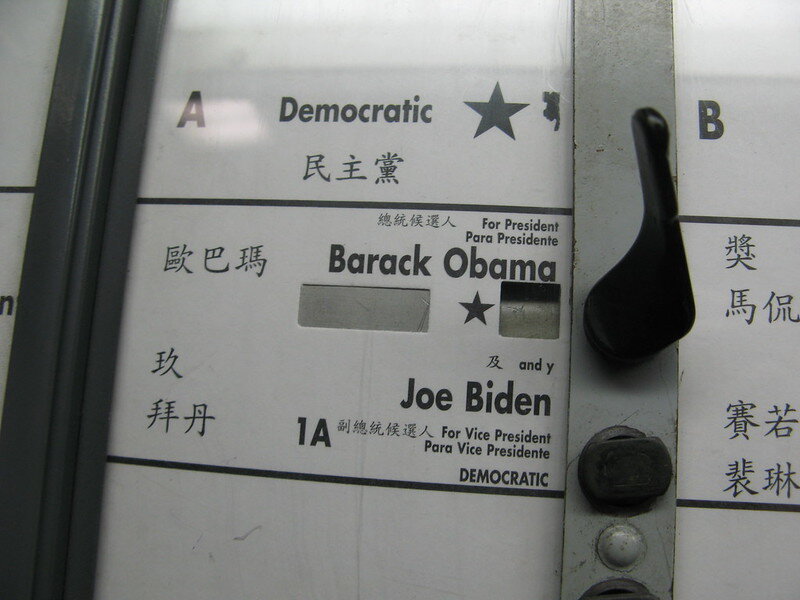 A Democratic
民主黨
總統候選人 For President
Para Presidente
歐巴瑪 Barack Obama
及 and y
玖 Joe Biden
拜丹
1A 副總統候選人 For Vice President
Para Vice Presidente
DEMOCRATIC
B
獎
馬侃
賽若
裴琳